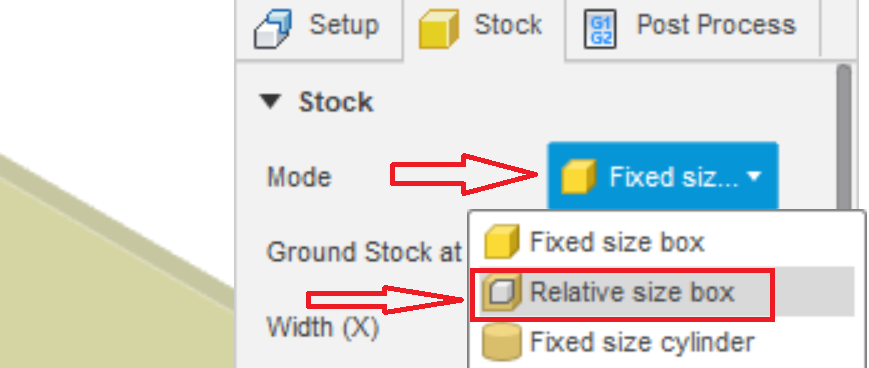 Setup Stock G1 G2 Post Process
Stock
Mode Fixed siz...
Fixed size box
Ground Stock at
Relative size box
Width (X)
Fixed size cylinder